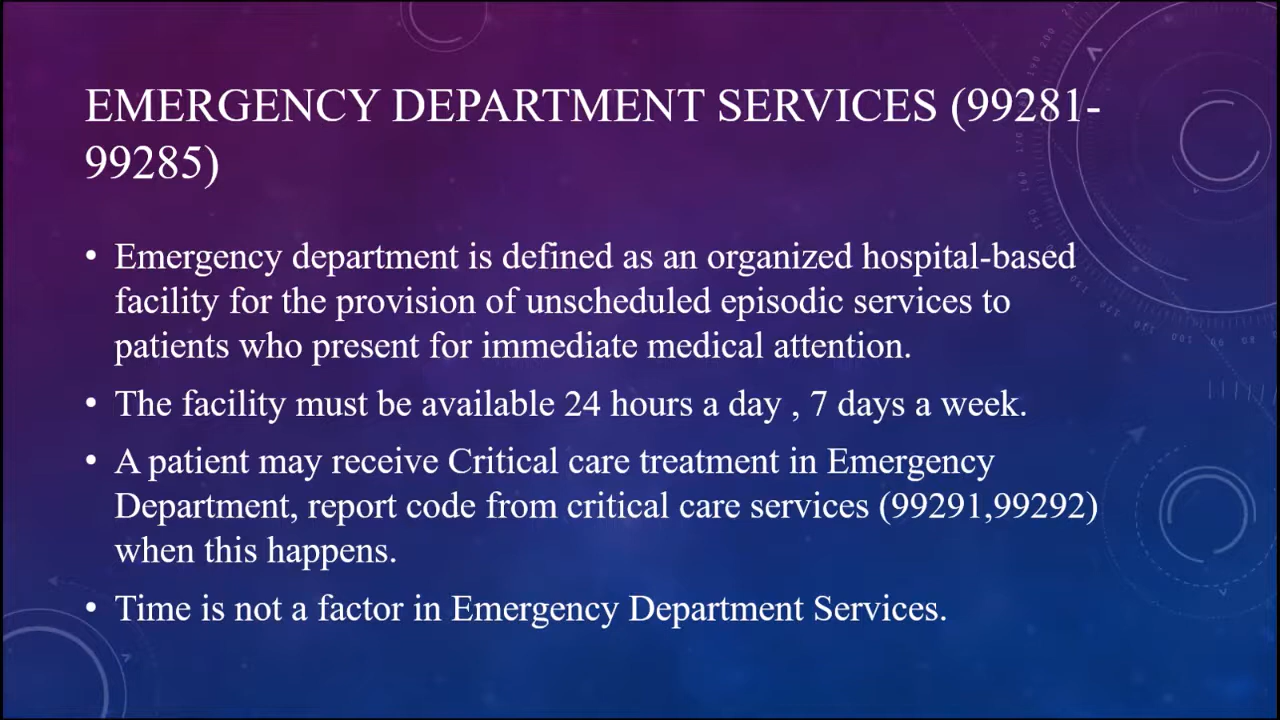 EMERGENCY DEPARTMENT SERVICES (99281-
99285)
• Emergency department is defined as an organized hospital-based
facility for the provision of unscheduled episodic services to
patients who present for immediate medical attention.
• The facility must be available 24 hours a day , 7 days a week.
• A patient may receive Critical care treatment in Emergency
Department, report code from critical care services (99291,99292)
when this happens.
• Time is not a factor in Emergency Department Services.